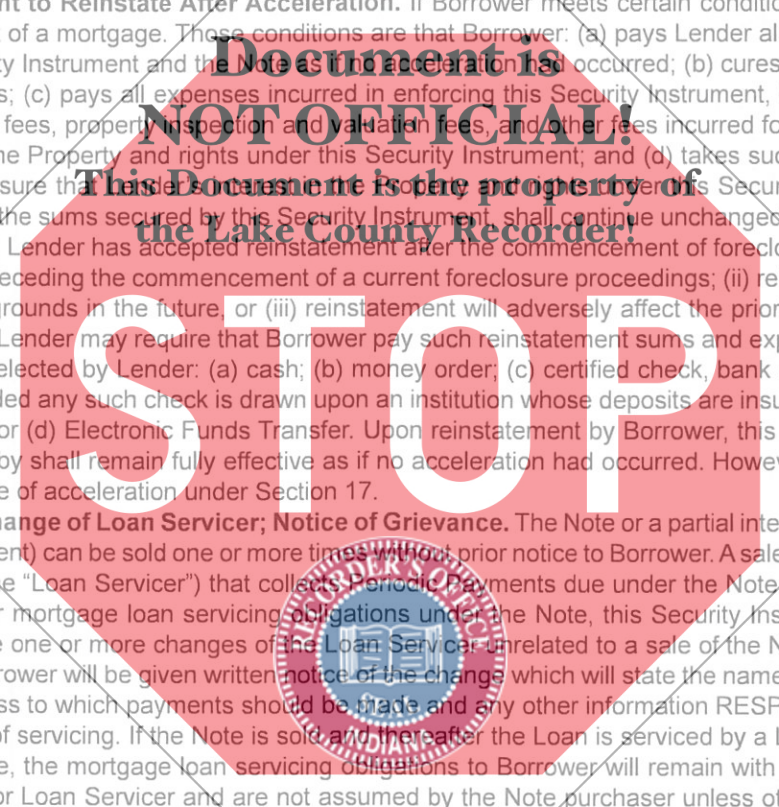 nt to Reinstate After Acceleration. If Borrower meets certain conditio
of a mortgage. Those conditions are that Borrower: (a) pays Lender al
Document is
y Instrument and the Note as if no acceleration had occurred; (b) cures
s; (c) pays all expenses incurred in enforcing this Security Instrument,
NOT OFFICIAL!
fees, property inspection and valuation fees, and other fees incurred fo
ne Property and rights under this Security Instrument; and (d) takes suc
This Document is the property of
sure that Lender's interest in the Property and rights under this Secur
the sums secured by this Security Instrument, shall continue unchanged
the Lake County Recorder!
Lender has accepted reinstatement after the commencement of foreclo
eceding the commencement of a current foreclosure proceedings; (ii) re
rounds in the future, or (iii) reinstatement will adversely affect the prior
STOP
Lender may require that Borrower pay such reinstatement sums and exp
elected by Lender: (a) cash; (b) money order; (c) certified check, bank
ded any such check is drawn upon an institution whose deposits are insu
or (d) Electronic Funds Transfer. Upon reinstatement by Borrower, this
by shall remain fully effective as if no acceleration had occurred. Howev
e of acceleration under Section 17.
ange of Loan Servicer; Notice of Grievance. The Note or a partial inte
ent) can be sold one or more times without prior notice to Borrower. A sale
e “Loan Servicer”) that collects Periodic Payments due under the Note
r mortgage loan servicing obligations under the Note, this Security Ins
e one or more changes of the Loan Servicer unrelated to a sale of the N
rower will be given written notice of the change which will state the name
ss to which payments should be made and any other information RESP
of servicing. If the Note is sold and thereafter the Loan is serviced by a L
e, the mortgage loan servicing obligations to Borrower will remain with
or Loan Servicer and are not assumed by the Note purchaser unless o
RECORDER'S OFFICE
SEAL
INDIANA